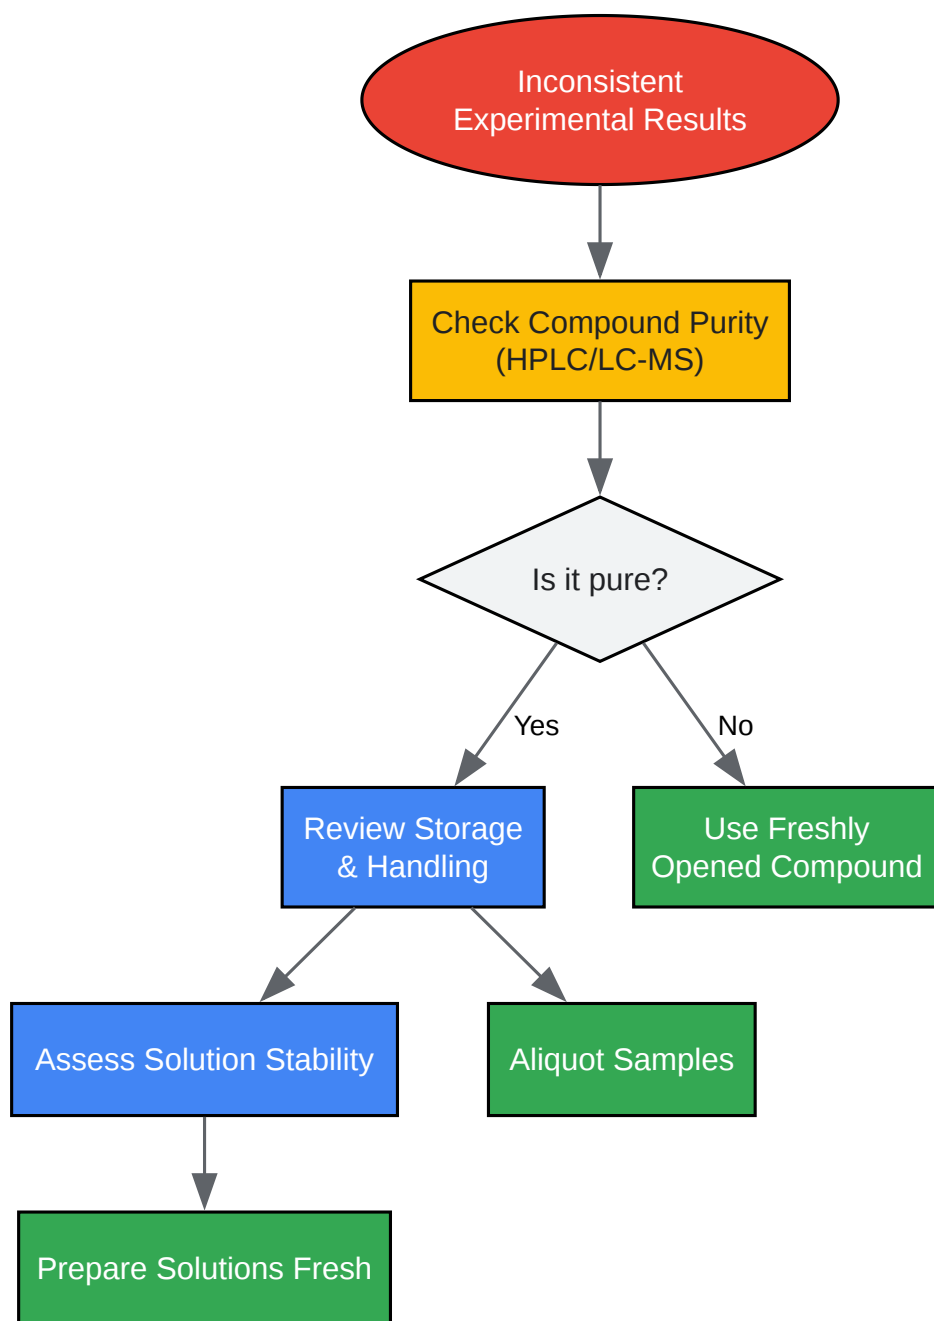 Inconsistent
Experimental Results
Check Compound Purity
(HPLC/LC-MS)
Is it pure?
Yes
No
Review Storage
& Handling
Use Freshly
Opened Compound
Assess Solution Stability
Aliquot Samples
Prepare Solutions Fresh